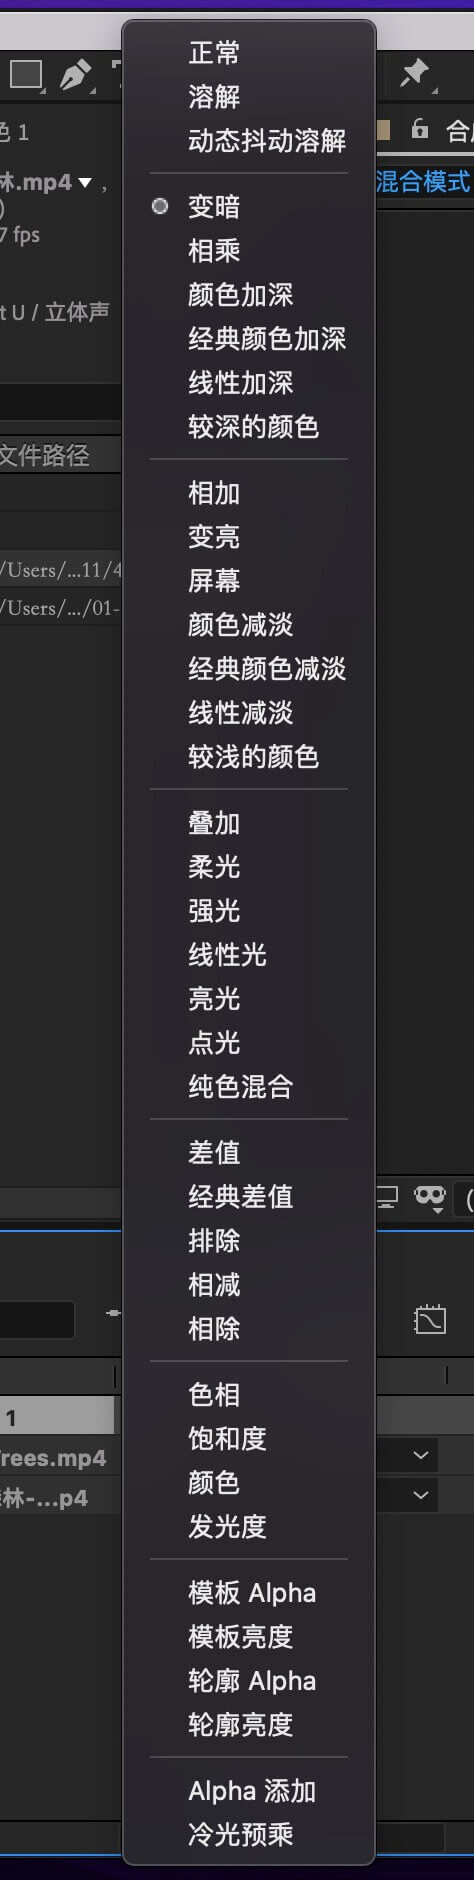 正常
溶解
动态抖动溶解
色 1
合成
林.mp4
,
混合模式
变暗
)
7 fps
相乘
颜色加深
t U / 立体声
经典颜色加深
线性加深
较深的颜色
文件路径
相加
变亮
/Users/...11/4
屏幕
/Users/.../01-
颜色减淡
经典颜色减淡
线性减淡
较浅的颜色
叠加
柔光
强光
线性光
亮光
点光
纯色混合
差值
经典差值
(
排除
相减
相除
色相
1
饱和度
rees.mp4
颜色
林-...p4
发光度
模板 Alpha
模板亮度
轮廓 Alpha
轮廓亮度
Alpha 添加
冷光预乘